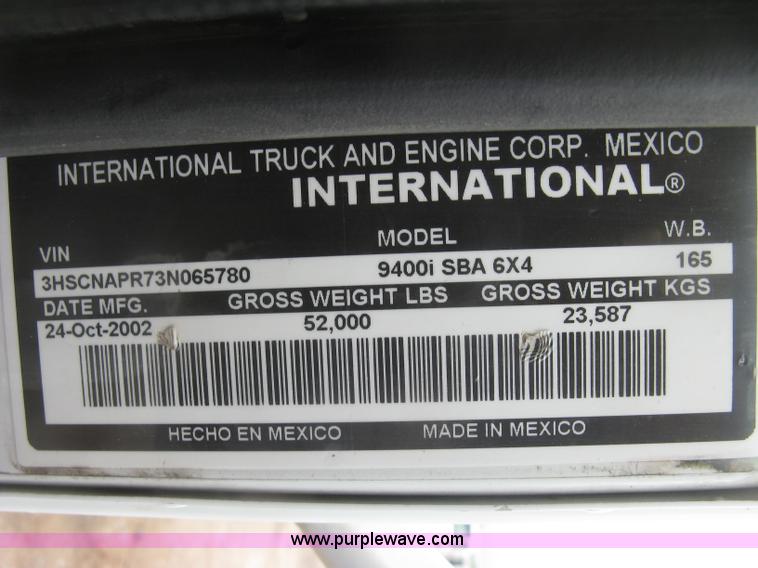 INTERNATIONAL TRUCK AND ENGINE CORP. MEXICO
INTERNATIONAL®
VIN MODEL W.B.
3HSCNAPR73N065780 9400i SBA 6X4 165
DATE MFG. GROSS WEIGHT LBS GROSS WEIGHT KGS
24-Oct-2002 52,000 23,587
HECHO EN MEXICO MADE IN MEXICO
www.purplewave.com